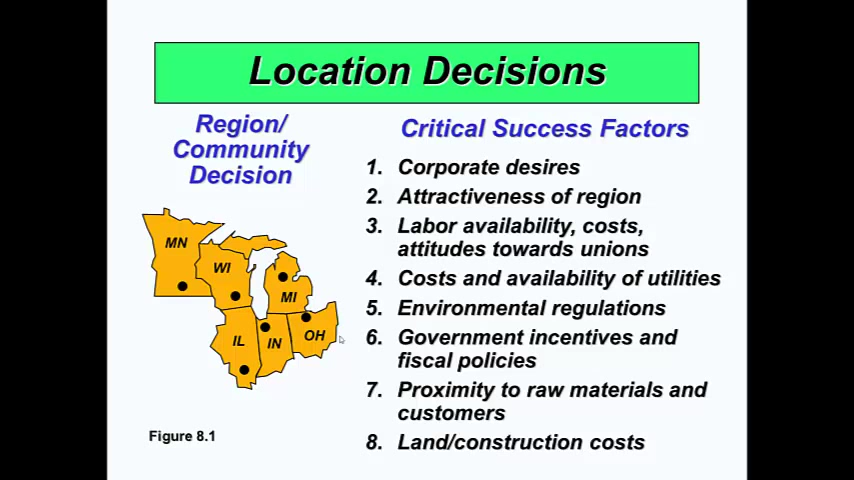 Location Decisions
Region/
Community
Decision
MN
WI
MI
IL
IN
OH
Figure 8.1
Critical Success Factors
1. Corporate desires
2. Attractiveness of region
3. Labor availability, costs,
attitudes towards unions
4. Costs and availability of utilities
5. Environmental regulations
6. Government incentives and
fiscal policies
7. Proximity to raw materials and
customers
8. Land/construction costs